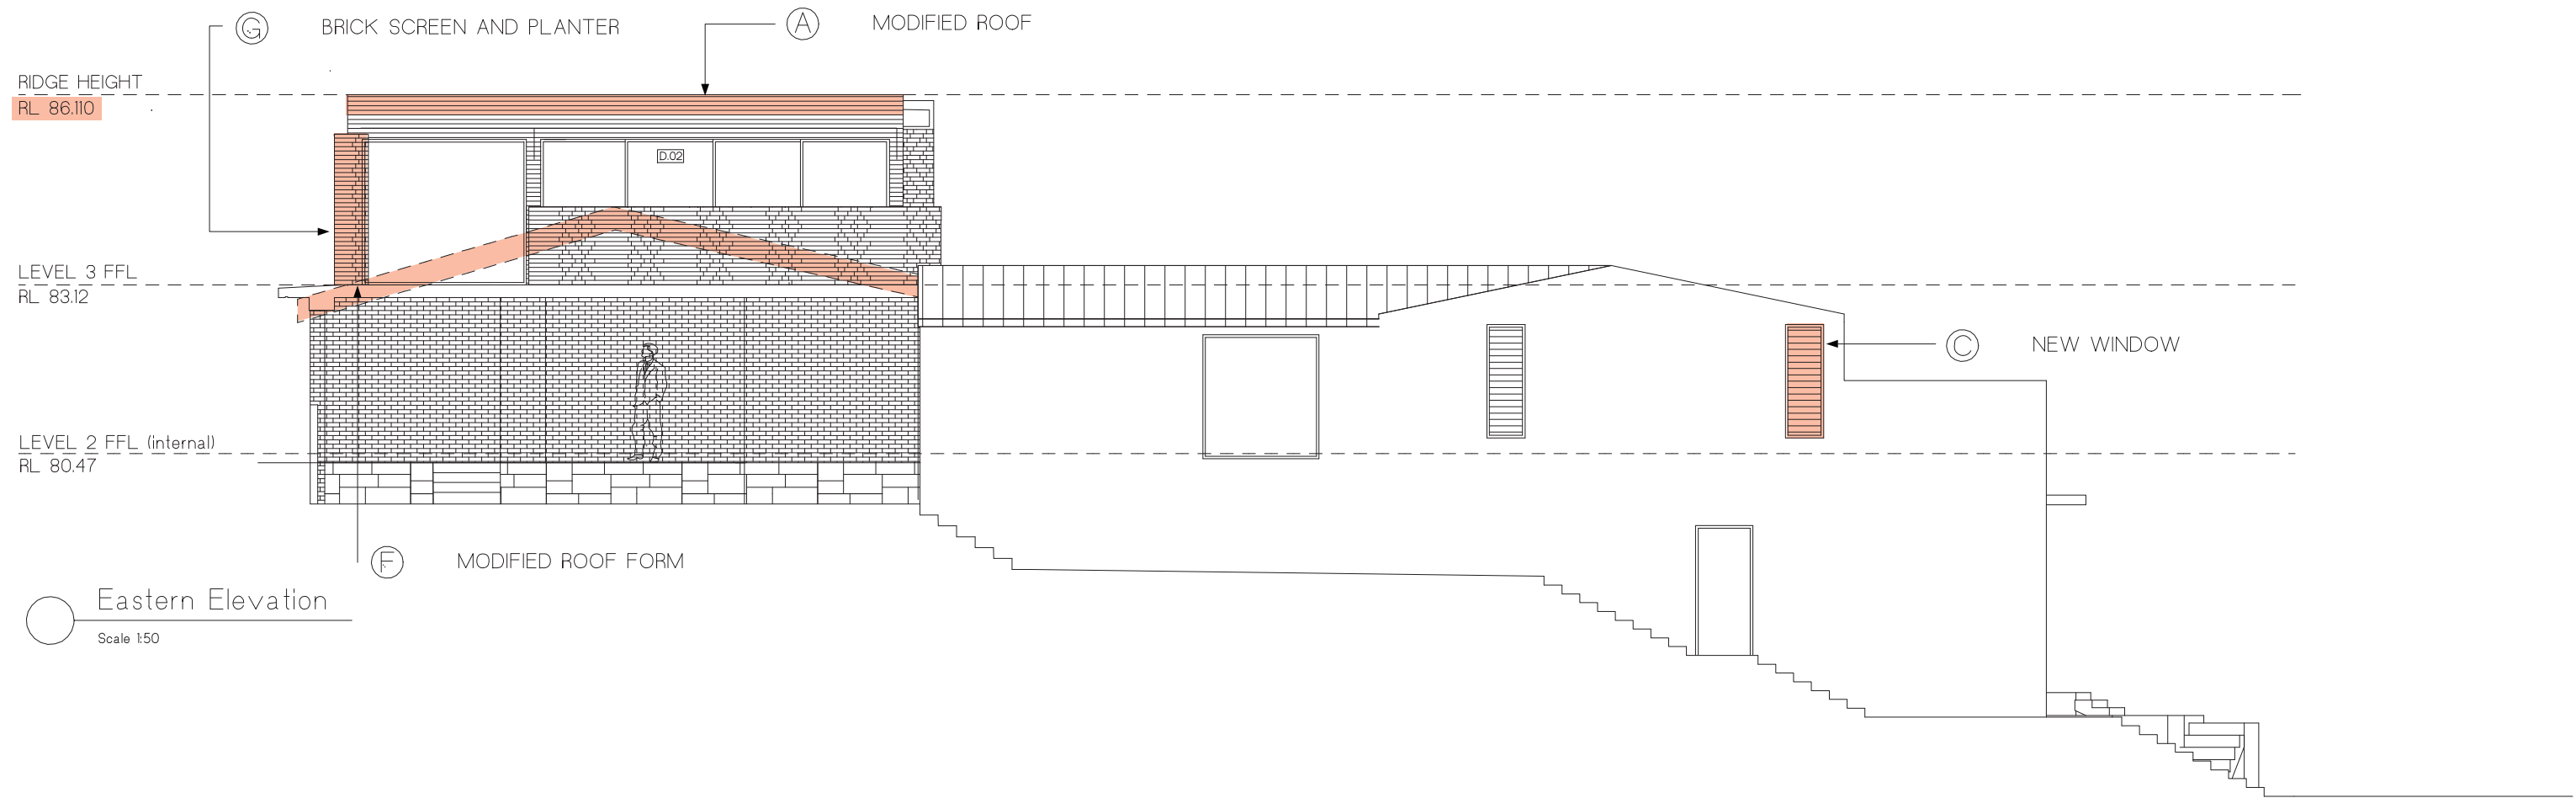 G BRICK SCREEN AND PLANTER
A MODIFIED ROOF
RIDGE HEIGHT
RL 86.110
D.02
LEVEL 3 FFL
RL 83.12
C NEW WINDOW
LEVEL 2 FFL (internal)
RL 80.47
F MODIFIED ROOF FORM
Eastern Elevation
Scale 1:50